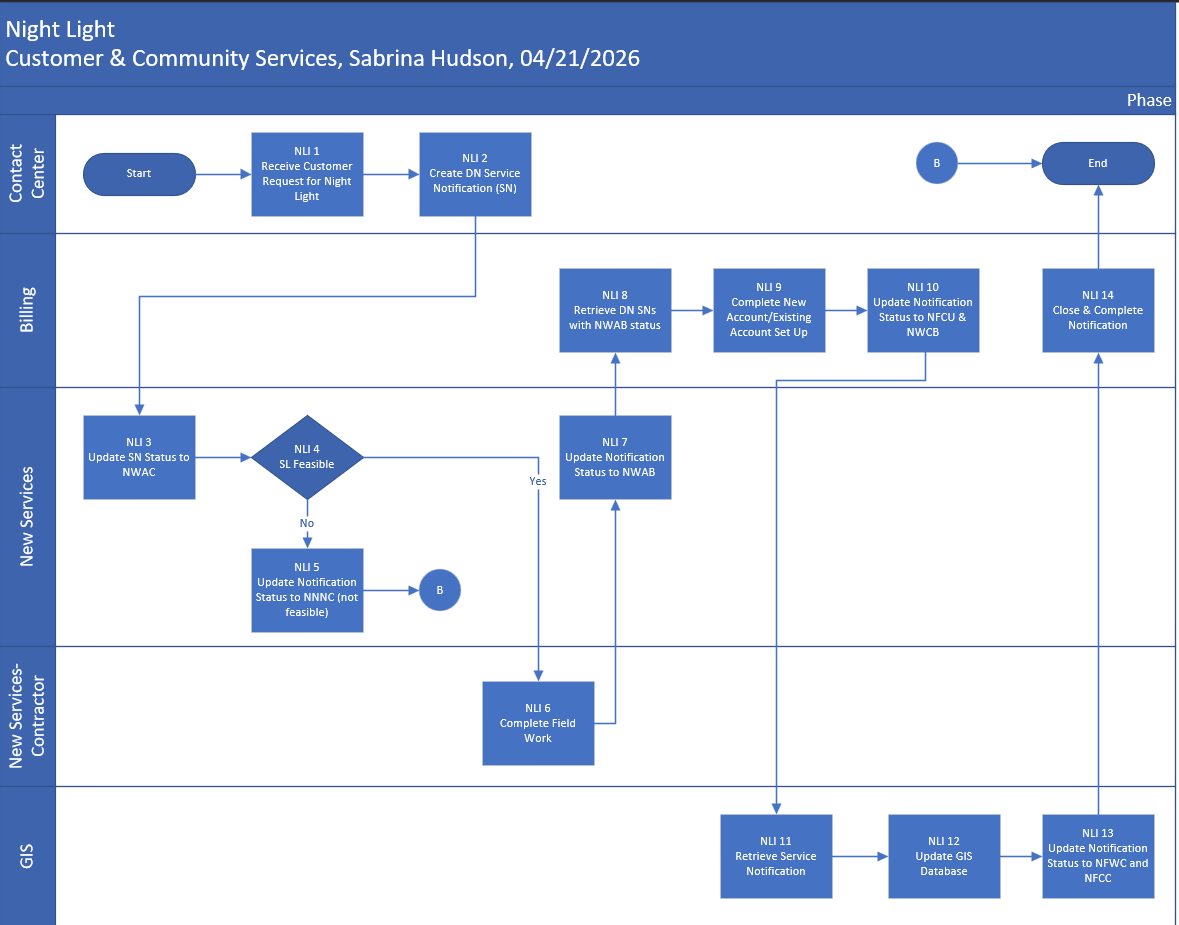 Night Light
Customer & Community Services, Sabrina Hudson, 04/21/2026
Phase
Contact
Center
Start
NLI 1
Receive Customer
Request for Night
Light
NLI 2
Create DN Service
Notification (SN)
B
End
Billing
NLI 8
Retrieve DN SNs
with NWAB status
NLI 9
Complete New
Account/Existing
Account Set Up
NLI 10
Update Notification
Status to NFCU &
NWCB
NLI 14
Close & Complete
Notification
New Services
NLI 3
Update SN Status to
NWAC
NLI 4
SL Feasible
Yes
No
NLI 7
Update Notification
Status to NWAB
NLI 5
Update Notification
Status to NNNC (not
feasible)
B
New Services-
Contractor
NLI 6
Complete Field
Work
GIS
NLI 11
Retrieve Service
Notification
NLI 12
Update GIS
Database
NLI 13
Update Notification
Status to NFWC and
NFCC